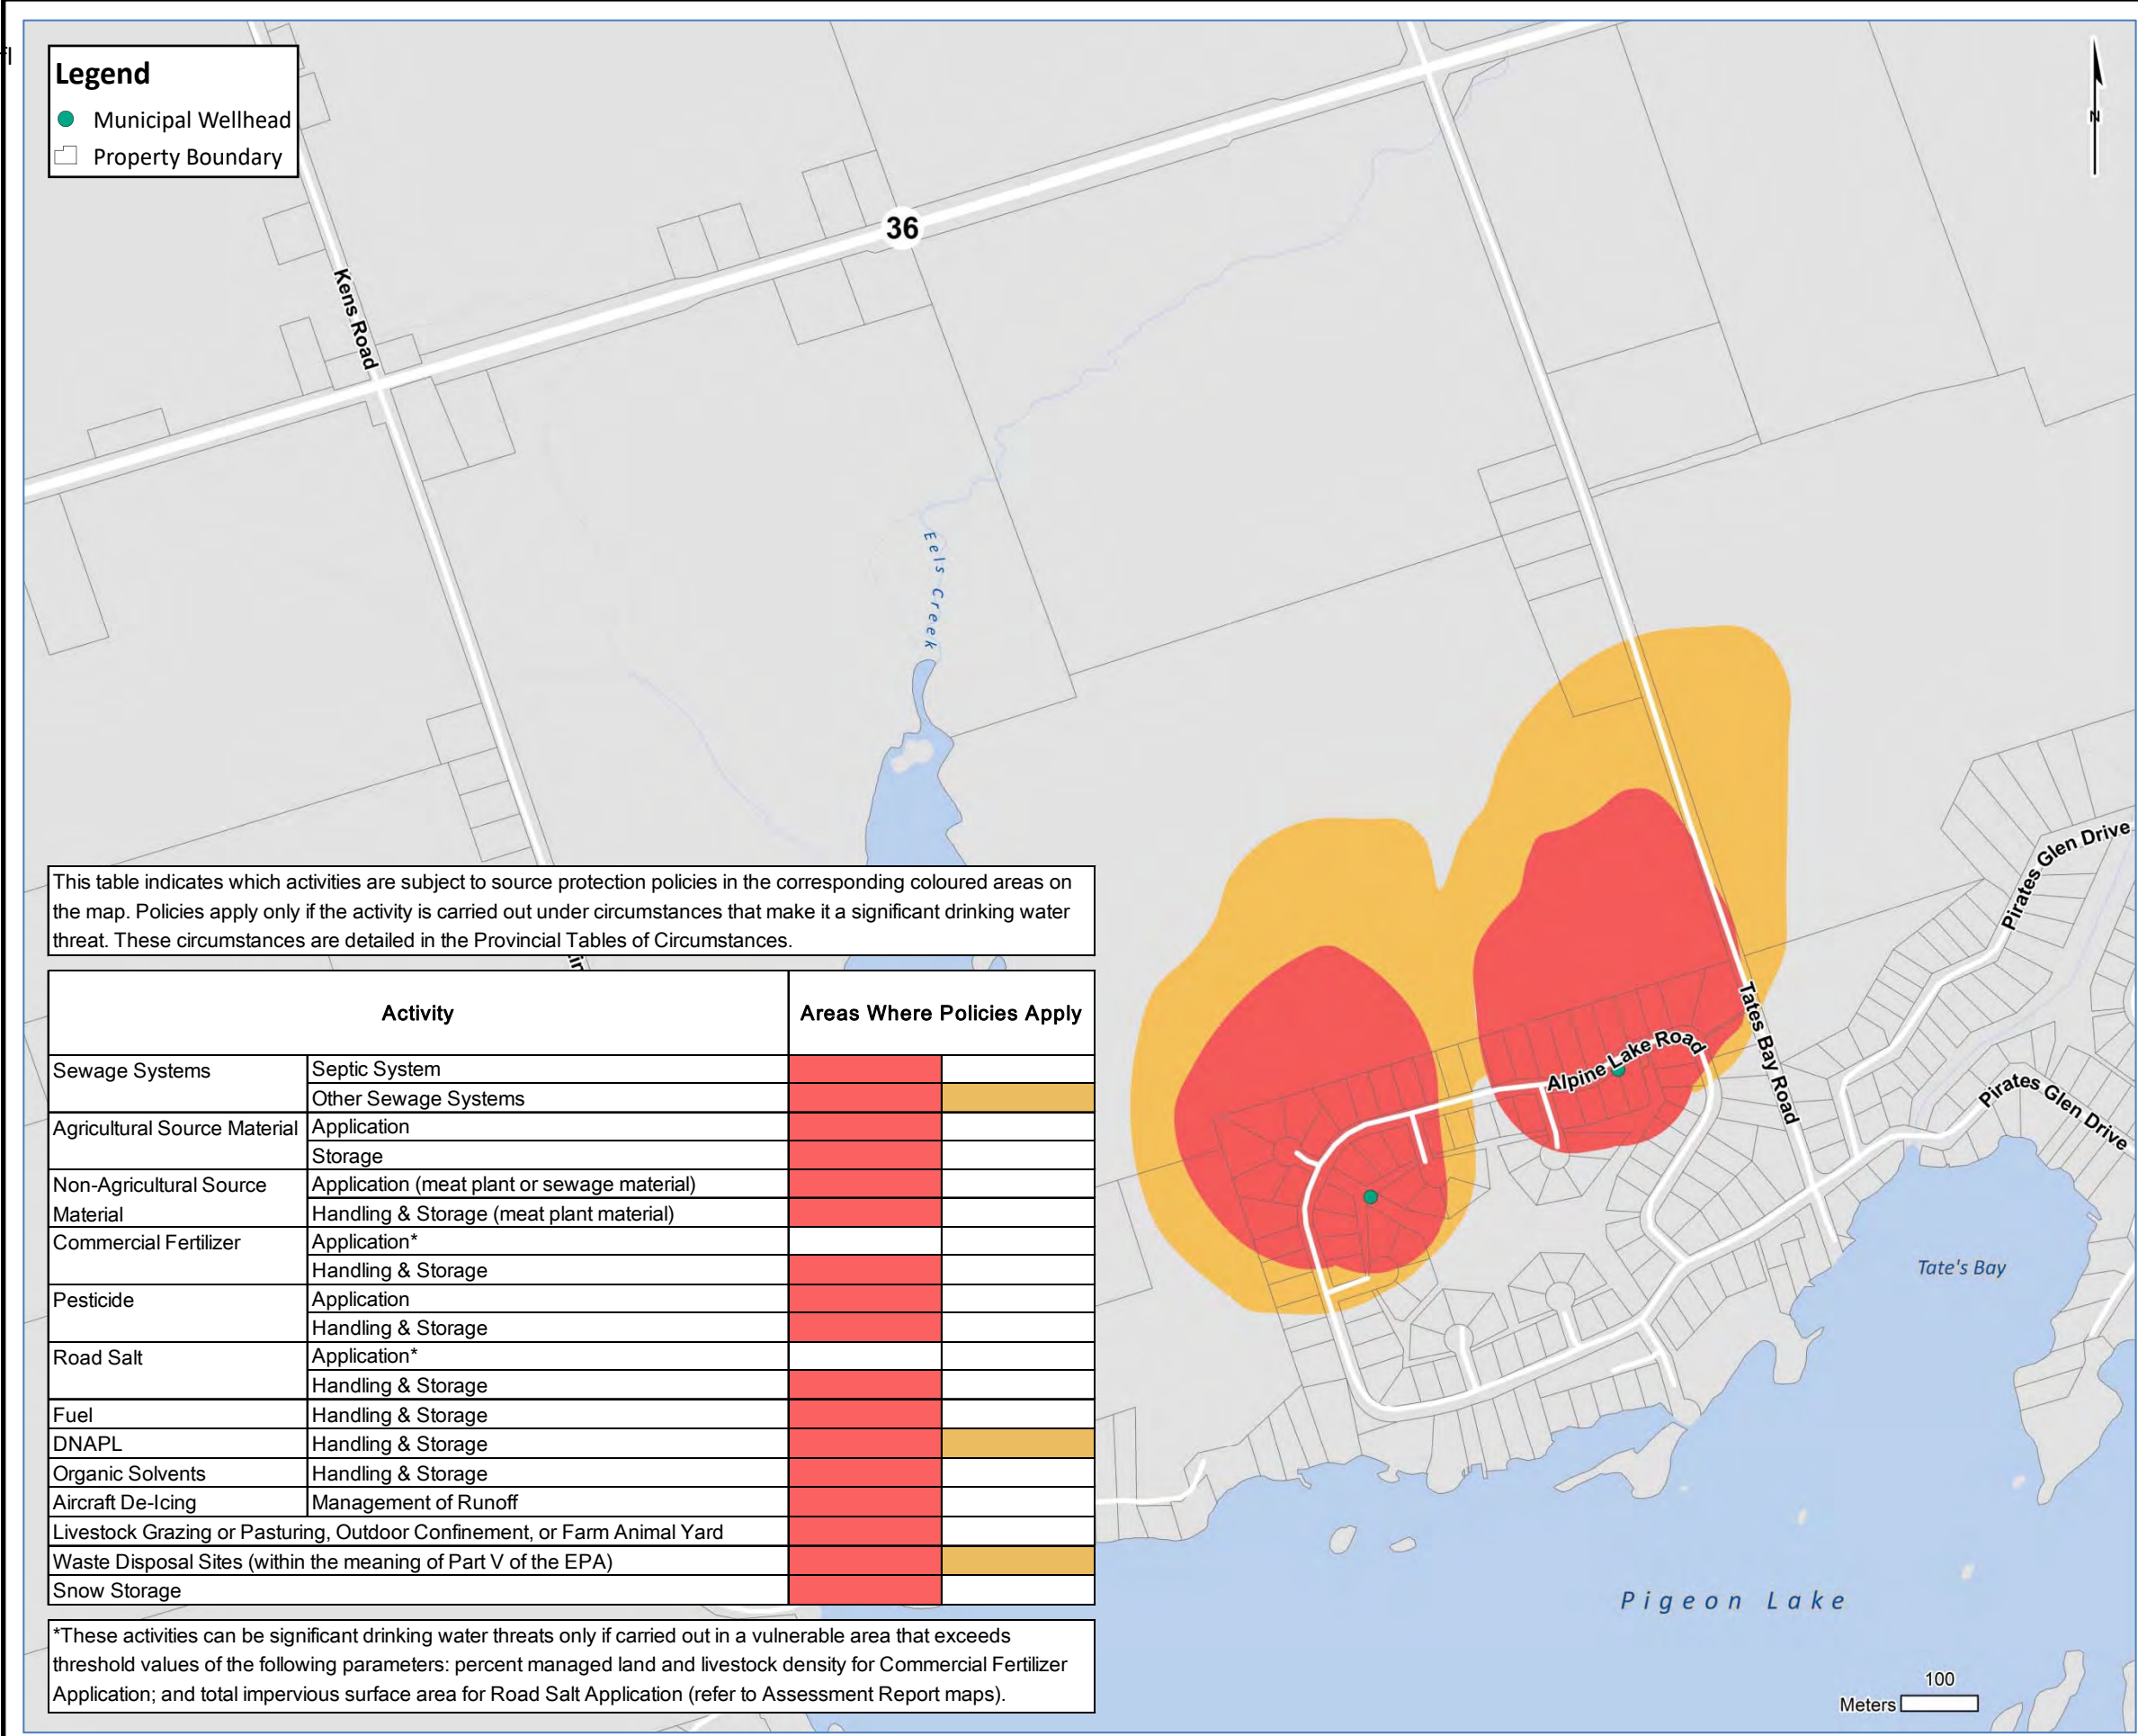 Legend
Municipal Wellhead
Property Boundary
N
36
Kens Road
Eels Creek
Pirates Glen Drive
Tates Bay Road
Alpine Lake Road
Pirates Glen Drive
Tate's Bay
Pigeon Lake
100
Meters
This table indicates which activities are subject to source protection policies in the corresponding coloured areas on
the map. Policies apply only if the activity is carried out under circumstances that make it a significant drinking water
threat. These circumstances are detailed in the Provincial Tables of Circumstances.
Activity Areas Where Policies Apply
Sewage Systems Septic System
Other Sewage Systems
Agricultural Source Material Application
Storage
Non-Agricultural Source Application (meat plant or sewage material)
Material Handling & Storage (meat plant material)
Commercial Fertilizer Application*
Handling & Storage
Pesticide Application
Handling & Storage
Road Salt Application*
Handling & Storage
Fuel Handling & Storage
DNAPL Handling & Storage
Organic Solvents Handling & Storage
Aircraft De-Icing Management of Runoff
Livestock Grazing or Pasturing, Outdoor Confinement, or Farm Animal Yard
Waste Disposal Sites (within the meaning of Part V of the EPA)
Snow Storage
*These activities can be significant drinking water threats only if carried out in a vulnerable area that exceeds
threshold values of the following parameters: percent managed land and livestock density for Commercial Fertilizer
Application; and total impervious surface area for Road Salt Application (refer to Assessment Report maps).